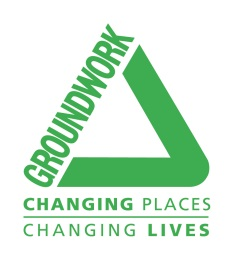 GROUNDWORK
CHANGING PLACES
CHANGING LIVES